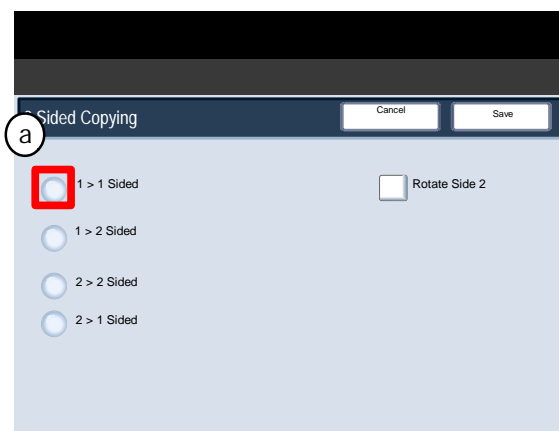 Sided Copying
Cancel
Save
a
1 > 1 Sided
Rotate Side 2
1 > 2 Sided
2 > 2 Sided
2 > 1 Sided